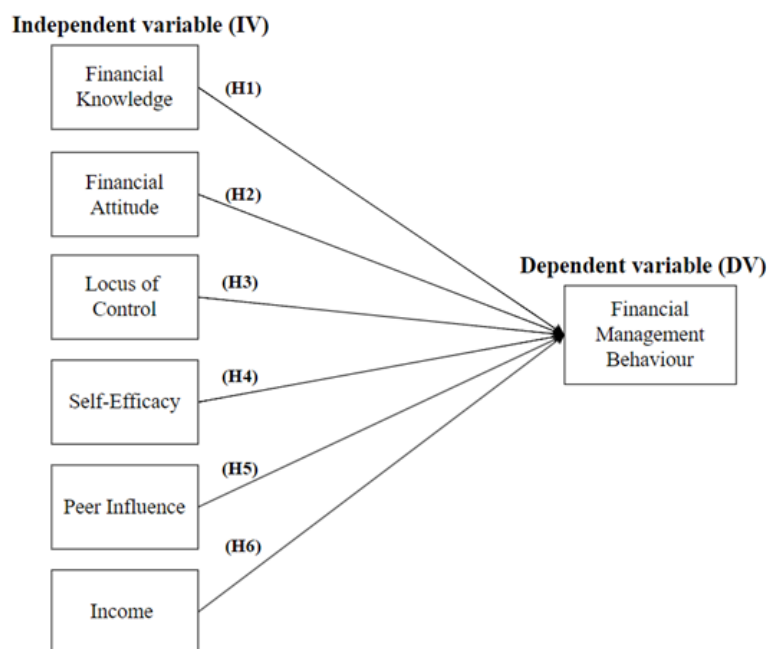 Independent variable (IV)
Financial
Knowledge
(H1)
Financial
Attitude
(H2)
Locus of
Control
(H3)
Self-Efficacy
(H4)
Peer Influence
(H5)
Income
(H6)
Dependent variable (DV)
Financial
Management
Behaviour